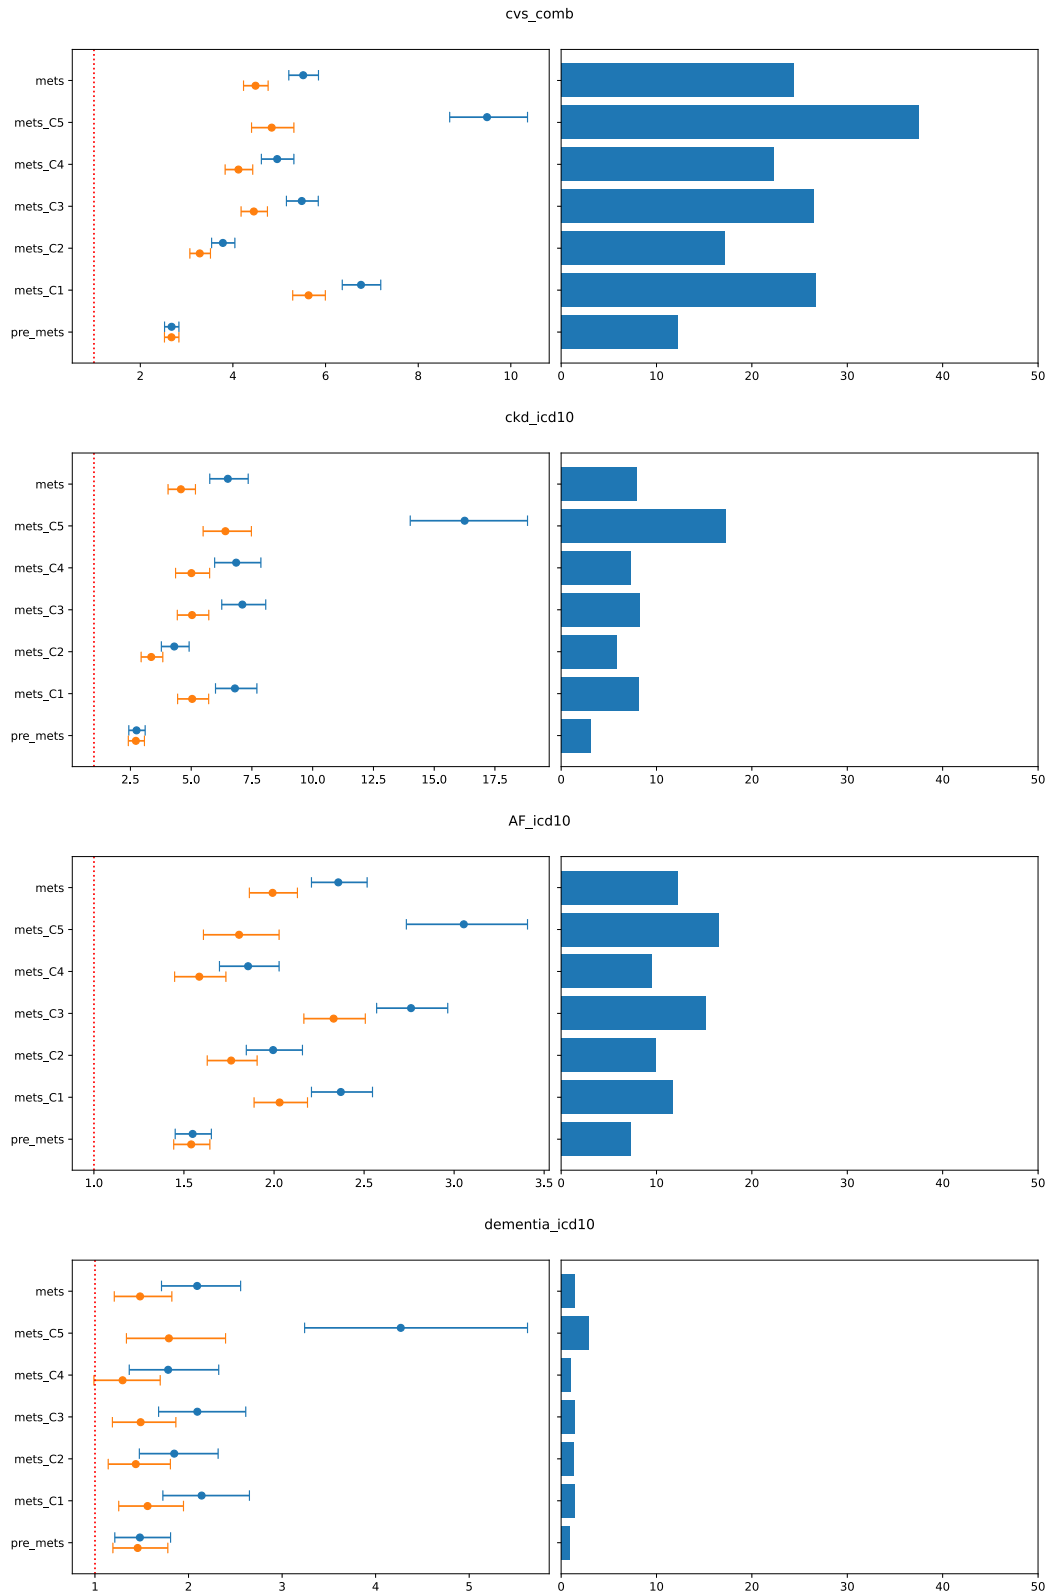 cvs_comb
mets
mets_C5
mets_C4
mets_C3
mets_C2
mets_C1
pre_mets
2 4 6 8 10
0 10 20 30 40 50
ckd_icd10
mets
mets_C5
mets_C4
mets_C3
mets_C2
mets_C1
pre_mets
2.5 5.0 7.5 10.0 12.5 15.0 17.5
0 10 20 30 40 50
AF_icd10
mets
mets_C5
mets_C4
mets_C3
mets_C2
mets_C1
pre_mets
1.0 1.5 2.0 2.5 3.0 3.5
0 10 20 30 40 50
dementia_icd10
mets
mets_C5
mets_C4
mets_C3
mets_C2
mets_C1
pre_mets
1 2 3 4 5
0 10 20 30 40 50